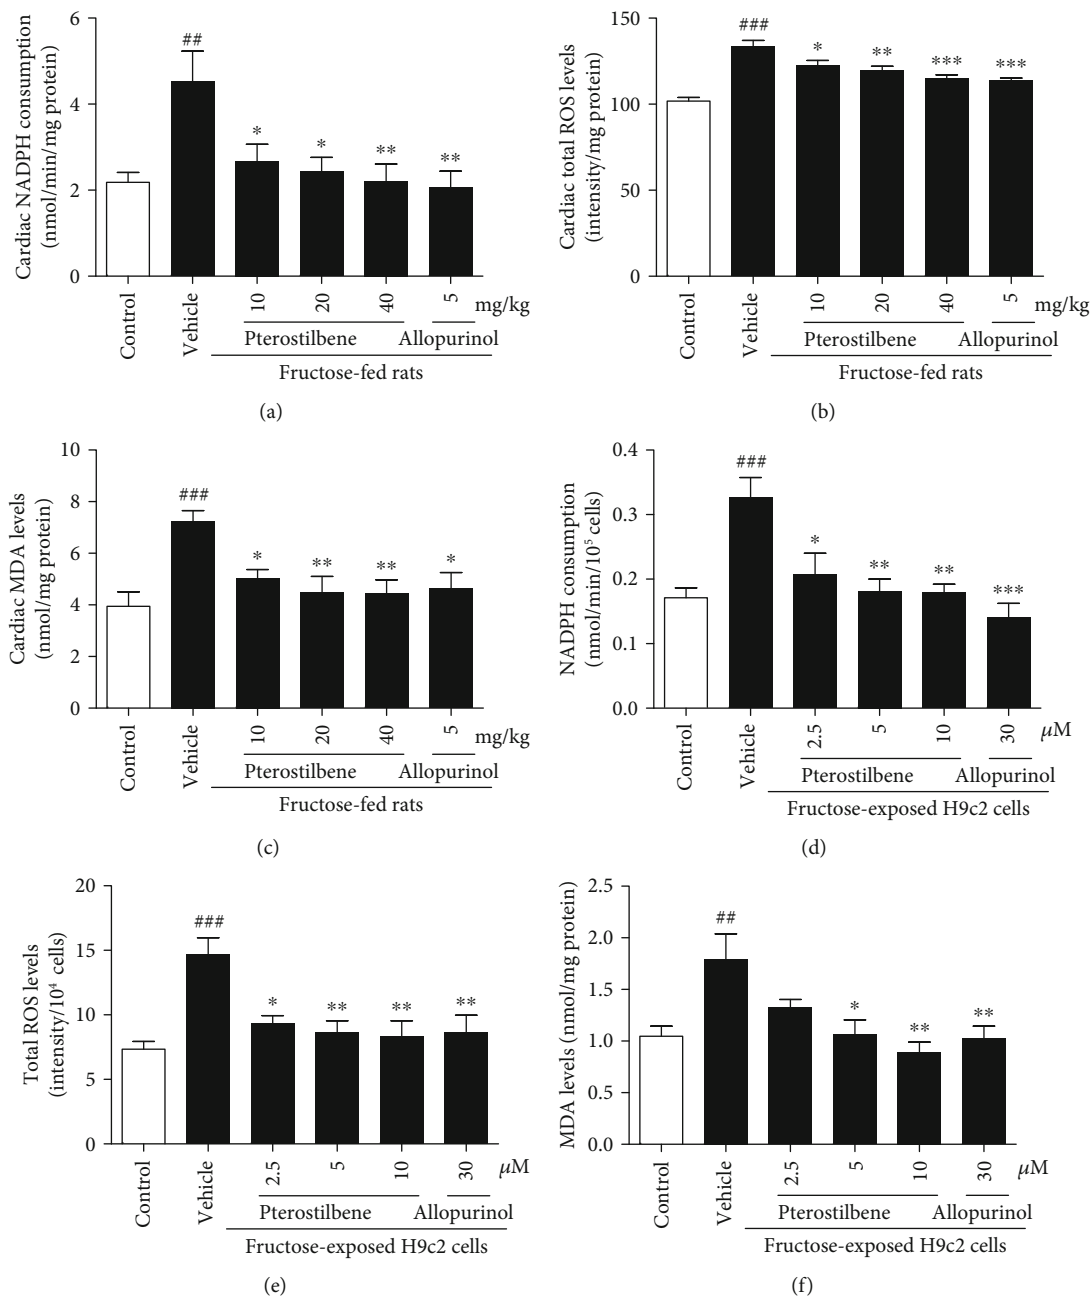 Cardiac NADPH consumption
(nmol/min/mg protein)
6
4
2
0
##
*
*
**
**
Control
Vehicle
10
20
40
5
mg/kg
Pterostilbene
Allopurinol
Fructose-fed rats
(a)
Cardiac total ROS levels
(intensity/mg protein)
150
100
50
0
###
*
**
***
***
Control
Vehicle
10
20
40
5
mg/kg
Pterostilbene
Allopurinol
Fructose-fed rats
(b)
Cardiac MDA levels
(nmol/mg protein)
10
8
6
4
2
0
###
*
**
**
*
Control
Vehicle
10
20
40
5
mg/kg
Pterostilbene
Allopurinol
Fructose-fed rats
(c)
NADPH consumption
(nmol/min/10⁵ cells)
0.4
0.3
0.2
0.1
0.0
###
*
**
**
***
Control
Vehicle
2.5
5
10
30
μM
Pterostilbene
Allopurinol
Fructose-exposed H9c2 cells
(d)
Total ROS levels
(intensity/10⁴ cells)
20
15
10
5
0
###
*
**
**
**
Control
Vehicle
2.5
5
10
30
μM
Pterostilbene
Allopurinol
Fructose-exposed H9c2 cells
(e)
MDA levels (nmol/mg protein)
2.5
2.0
1.5
1.0
0.5
0.0
##
*
**
**
Control
Vehicle
2.5
5
10
30
μM
Pterostilbene
Allopurinol
Fructose-exposed H9c2 cells
(f)